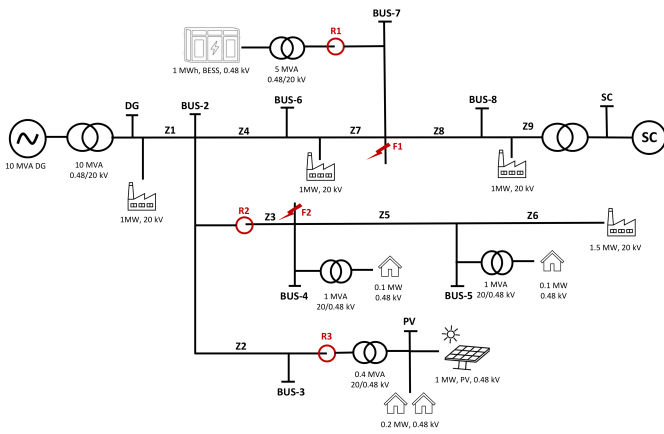 BUS-7
R1
1 MWh, BESS, 0.48 kV
5 MVA
0.48/20 kV
DG
BUS-2
BUS-6
BUS-8
SC
Z1
Z4
Z7
Z8
Z9
SC
F1
10 MVA DG
10 MVA
0.48/20 kV
1MW, 20 kV
1MW, 20 kV
1MW, 20 kV
R2
Z3
F2
Z5
Z6
1.5 MW, 20 kV
BUS-4
1 MVA
20/0.48 kV
0.1 MW
0.48 kV
BUS-5
1 MVA
20/0.48 kV
0.1 MW
0.48 kV
PV
Z2
R3
BUS-3
0.4 MVA
20/0.48 kV
1 MW, PV, 0.48 kV
0.2 MW, 0.48 kV